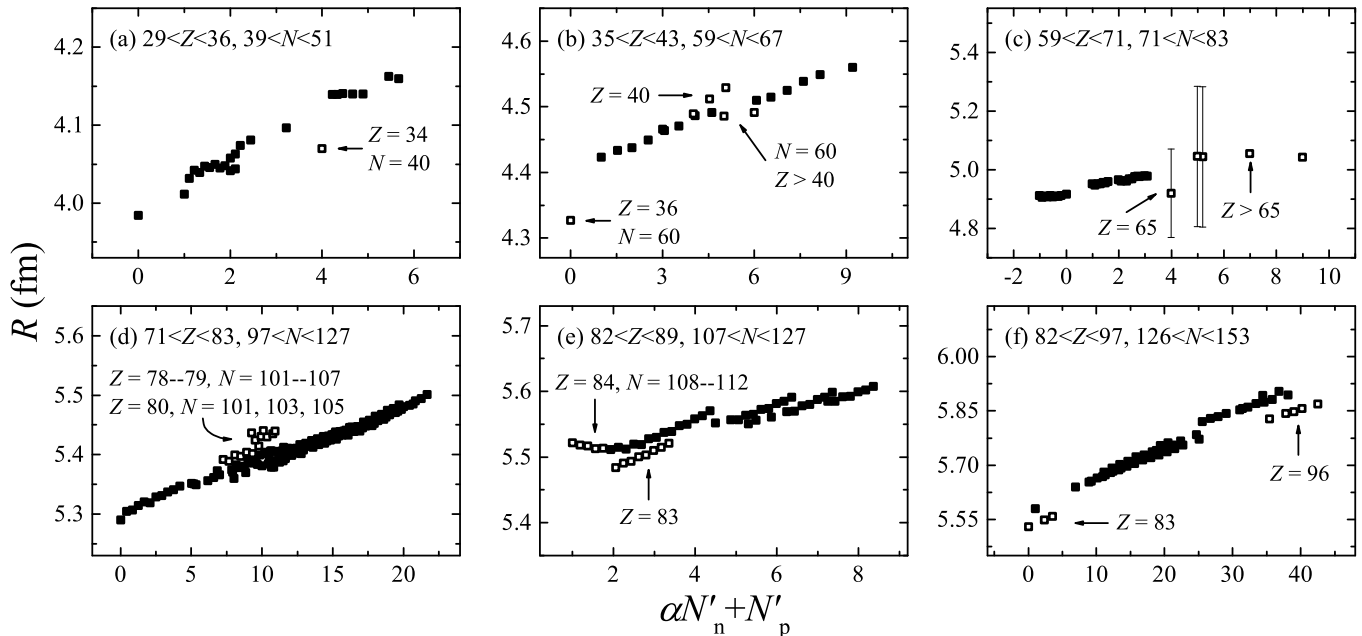 (a) 29<Z<36, 39<N<51
4.2
4.1
4.0
0 2 4 6
Z = 34
N = 40
(b) 35<Z<43, 59<N<67
4.6
4.5
4.4
4.3
0 3 6 9
Z = 40
N = 60
Z > 40
Z = 36
N = 60
(c) 59<Z<71, 71<N<83
5.4
5.2
5.0
4.8
-2 0 2 4 6 8 10
Z = 65
Z > 65
R (fm)
(d) 71<Z<83, 97<N<127
5.6
5.5
5.4
5.3
0 5 10 15 20
Z = 78--79, N = 101--107
Z = 80, N = 101, 103, 105
(e) 82<Z<89, 107<N<127
5.7
5.6
5.5
5.4
0 2 4 6 8
Z = 84, N = 108--112
Z = 83
(f) 82<Z<97, 126<N<153
6.00
5.85
5.70
5.55
0 10 20 30 40
Z = 96
Z = 83
αN′n+N′p